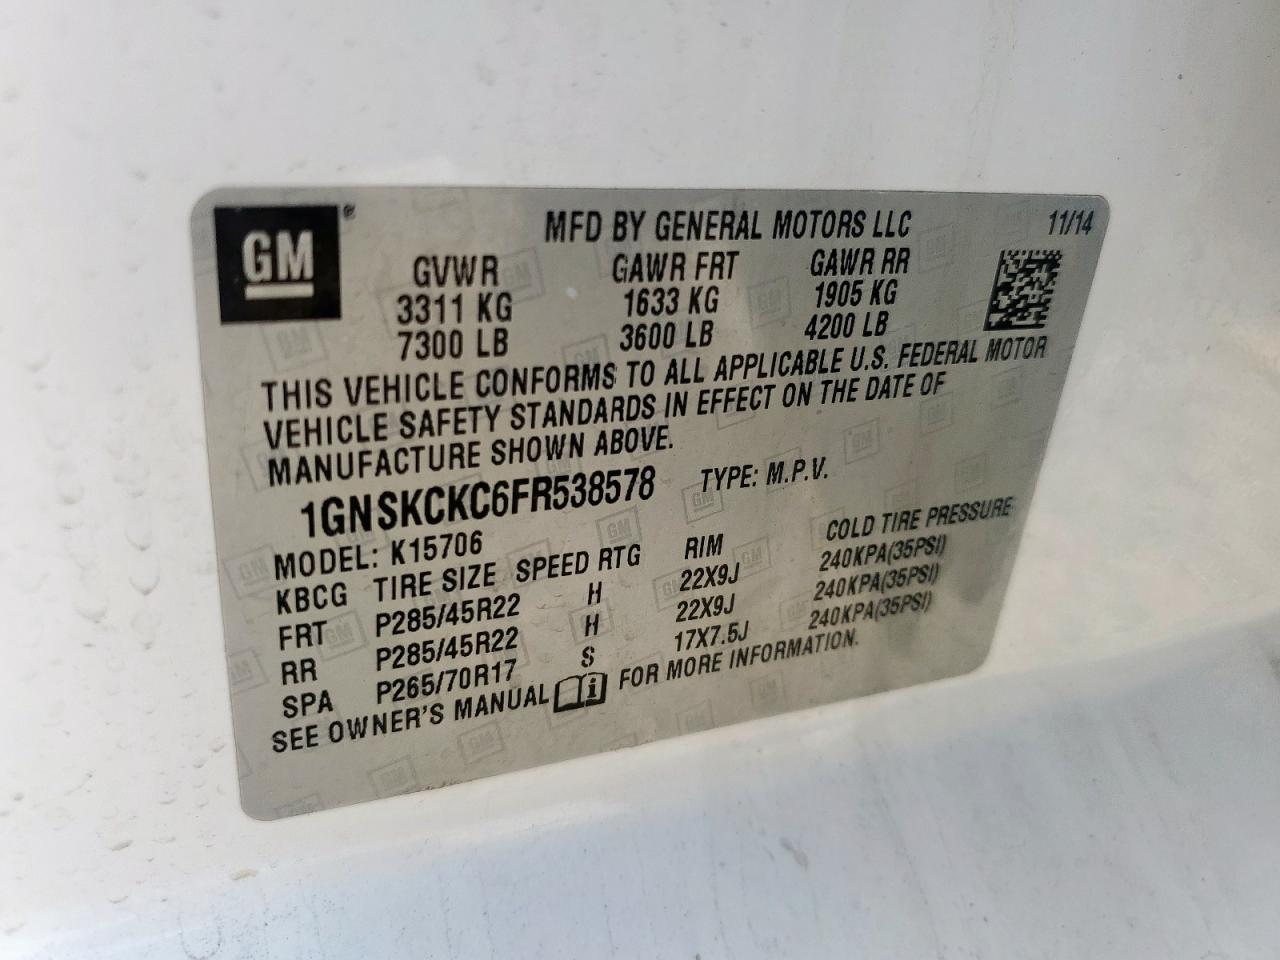 GM®
MFD BY GENERAL MOTORS LLC 11/14
GVWR GAWR FRT GAWR RR
3311 KG 1633 KG 1905 KG
7300 LB 3600 LB 4200 LB
THIS VEHICLE CONFORMS TO ALL APPLICABLE U.S. FEDERAL MOTOR
VEHICLE SAFETY STANDARDS IN EFFECT ON THE DATE OF
MANUFACTURE SHOWN ABOVE.
1GNSKCKC6FR538578 TYPE: M.P.V.
MODEL: K15706
KBCG TIRE SIZE SPEED RTG RIM COLD TIRE PRESSURE
FRT P285/45R22 H 22X9J 240KPA(35PSI)
RR P285/45R22 H 22X9J 240KPA(35PSI)
SPA P265/70R17 S 17X7.5J 240KPA(35PSI)
SEE OWNER'S MANUAL i FOR MORE INFORMATION.